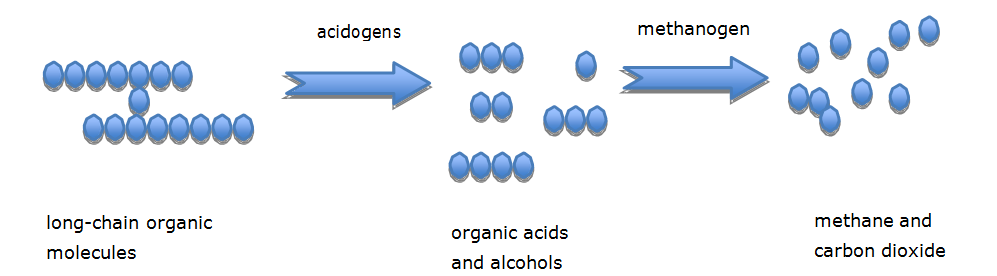 acidogens
methanogen
long-chain organic
molecules
organic acids
and alcohols
methane and
carbon dioxide